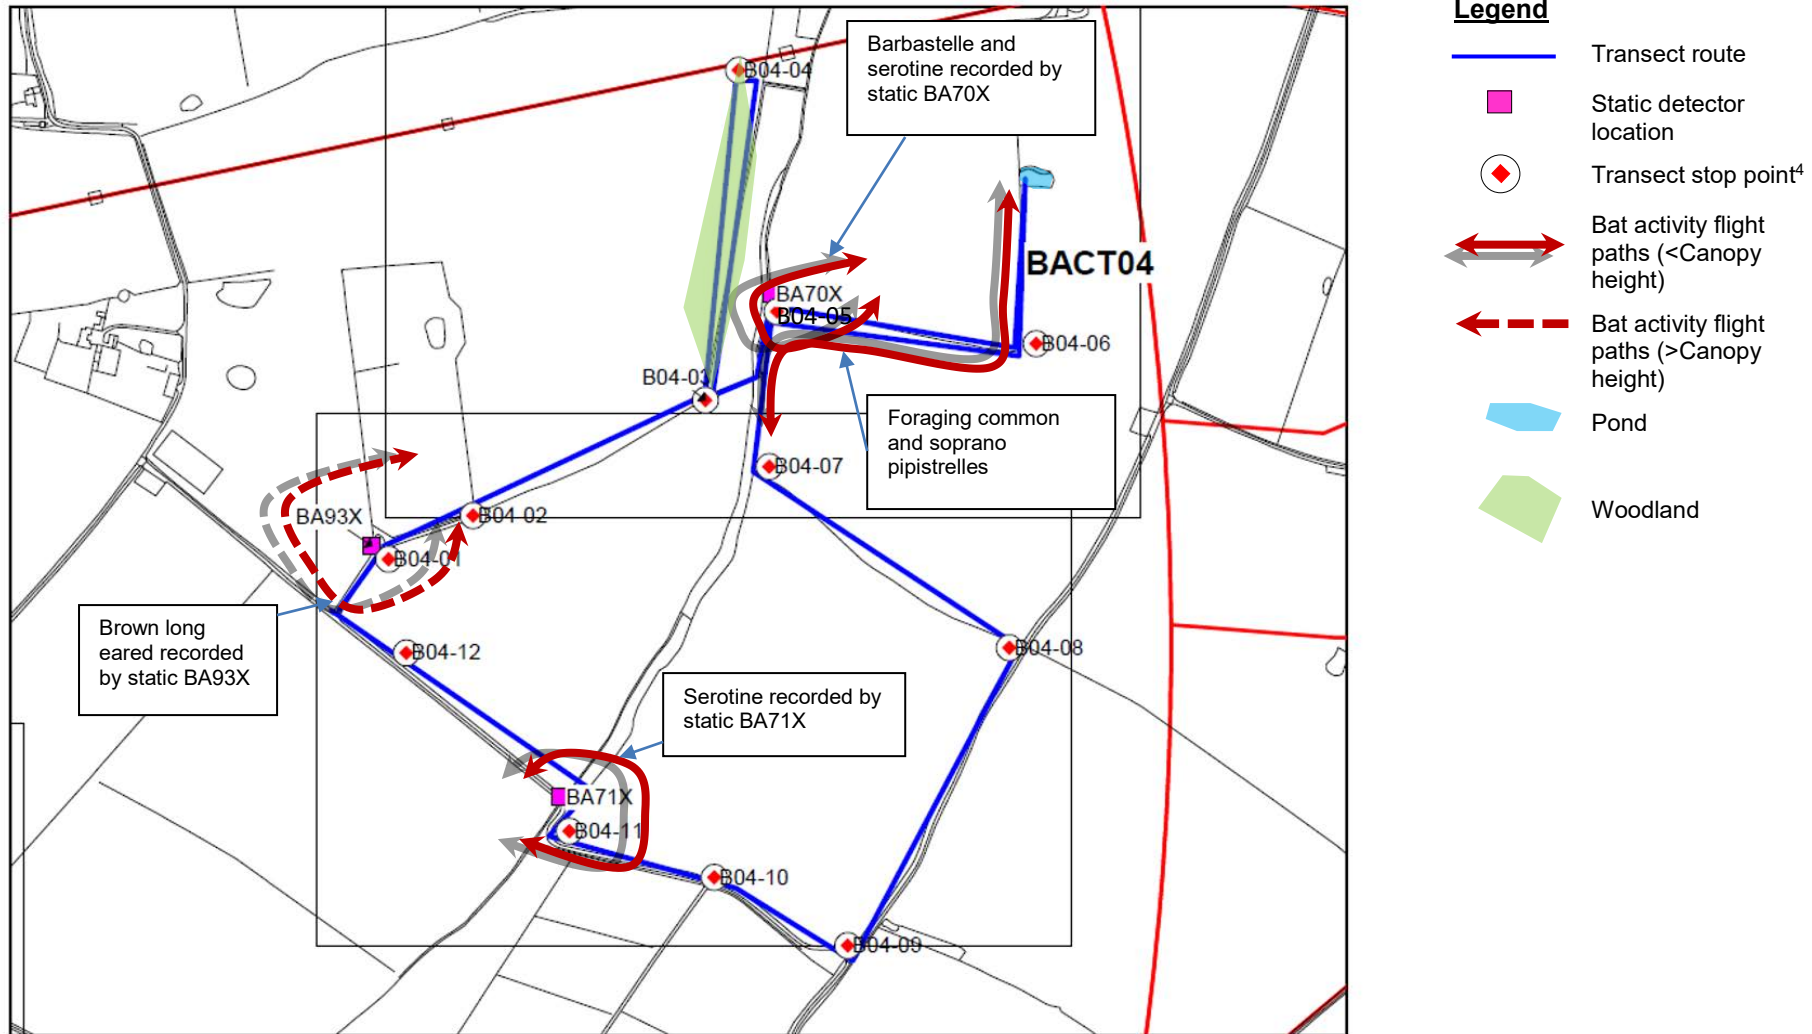 Legend
Transect route
Static detector
location
Transect stop point4
Bat activity flight
paths (<Canopy
height)
Bat activity flight
paths (>Canopy
height)
Pond
Woodland
Barbastelle and
serotine recorded by
static BA70X
B04-04
BACT04
BA70X
B04-05
B04-06
B04-03
Foraging common
and soprano
pipistrelles
B04-07
BA93X
B04-02
B04-01
Brown long
eared recorded
by static BA93X
B04-12
B04-08
Serotine recorded by
static BA71X
BA71X
B04-11
B04-10
B04-09